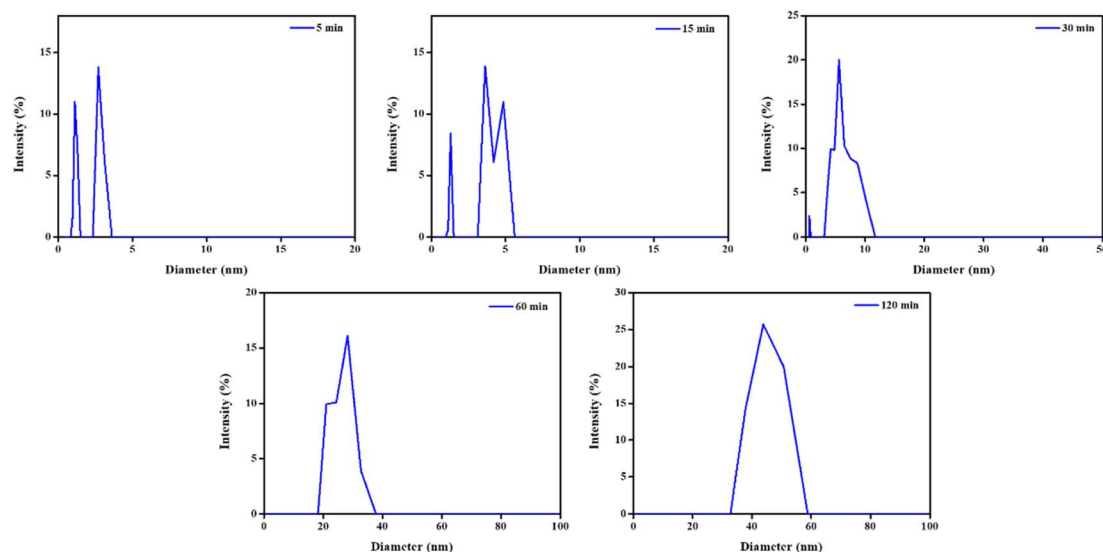 5 min
15
10
5
0
0 5 10 15 20
Intensity (%)
Diameter (nm)
15 min
15
10
5
0
0 5 10 15 20
Intensity (%)
Diameter (nm)
30 min
25
20
15
10
5
0
0 10 20 30 40 50
Intensity (%)
Diameter (nm)
60 min
20
15
10
5
0
0 20 40 60 80 100
Intensity (%)
Diameter (nm)
120 min
30
25
20
15
10
5
0
0 20 40 60 80 100
Intensity (%)
Diameter (nm)